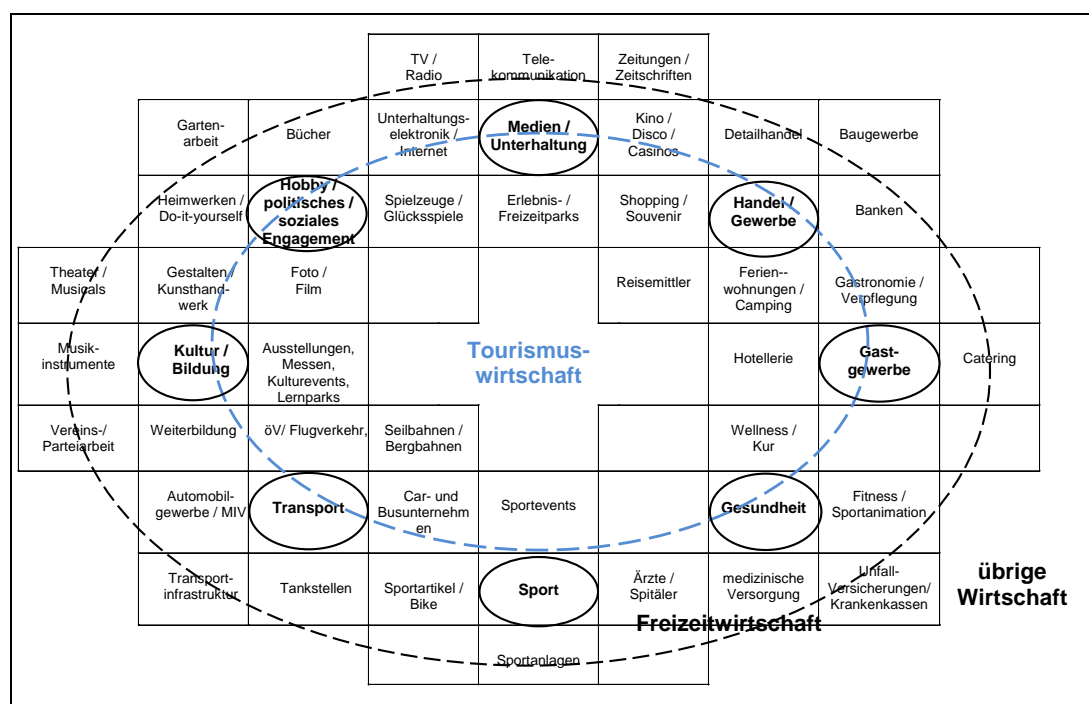 TV /
Radio
Tele-
kommunikation
Zeitungen /
Zeitschriften
Garten-
arbeit
Bücher
Unterhaltungs-
elektronik /
Internet
Medien /
Unterhaltung
Kino /
Disco /
Casinos
Detailhandel
Baugewerbe
Heimwerken /
Do-it-yourself
Hobby /
politisches /
soziales
Engagement
Spielzeuge /
Glücksspiele
Erlebnis- /
Freizeitparks
Shopping /
Souvenir
Handel /
Gewerbe
Banken
Theater /
Musicals
Gestalten /
Kunsthand-
werk
Foto /
Film
Reisemittler
Ferien--
wohnungen /
Camping
Gastronomie /
Verpflegung
Musik-
instrumente
Kultur /
Bildung
Ausstellungen,
Messen,
Kulturevents,
Lernparks
Tourismus-
wirtschaft
Hotellerie
Gast-
gewerbe
Catering
Vereins-/
Parteiarbeit
Weiterbildung
öV/ Flugverkehr,
Seilbahnen /
Bergbahnen
Wellness /
Kur
Automobil-
gewerbe / MIV
Transport
Car- und
Busunternehm
en
Sportevents
Gesundheit
Fitness /
Sportanimation
Transport-
infrastruktur
Tankstellen
Sportartikel /
Bike
Sport
Ärzte /
Spitäler
medizinische
Versorgung
Unfall-
Versicherungen/
Krankenkassen
übrige
Wirtschaft
Freizeitwirtschaft
Sportanlagen